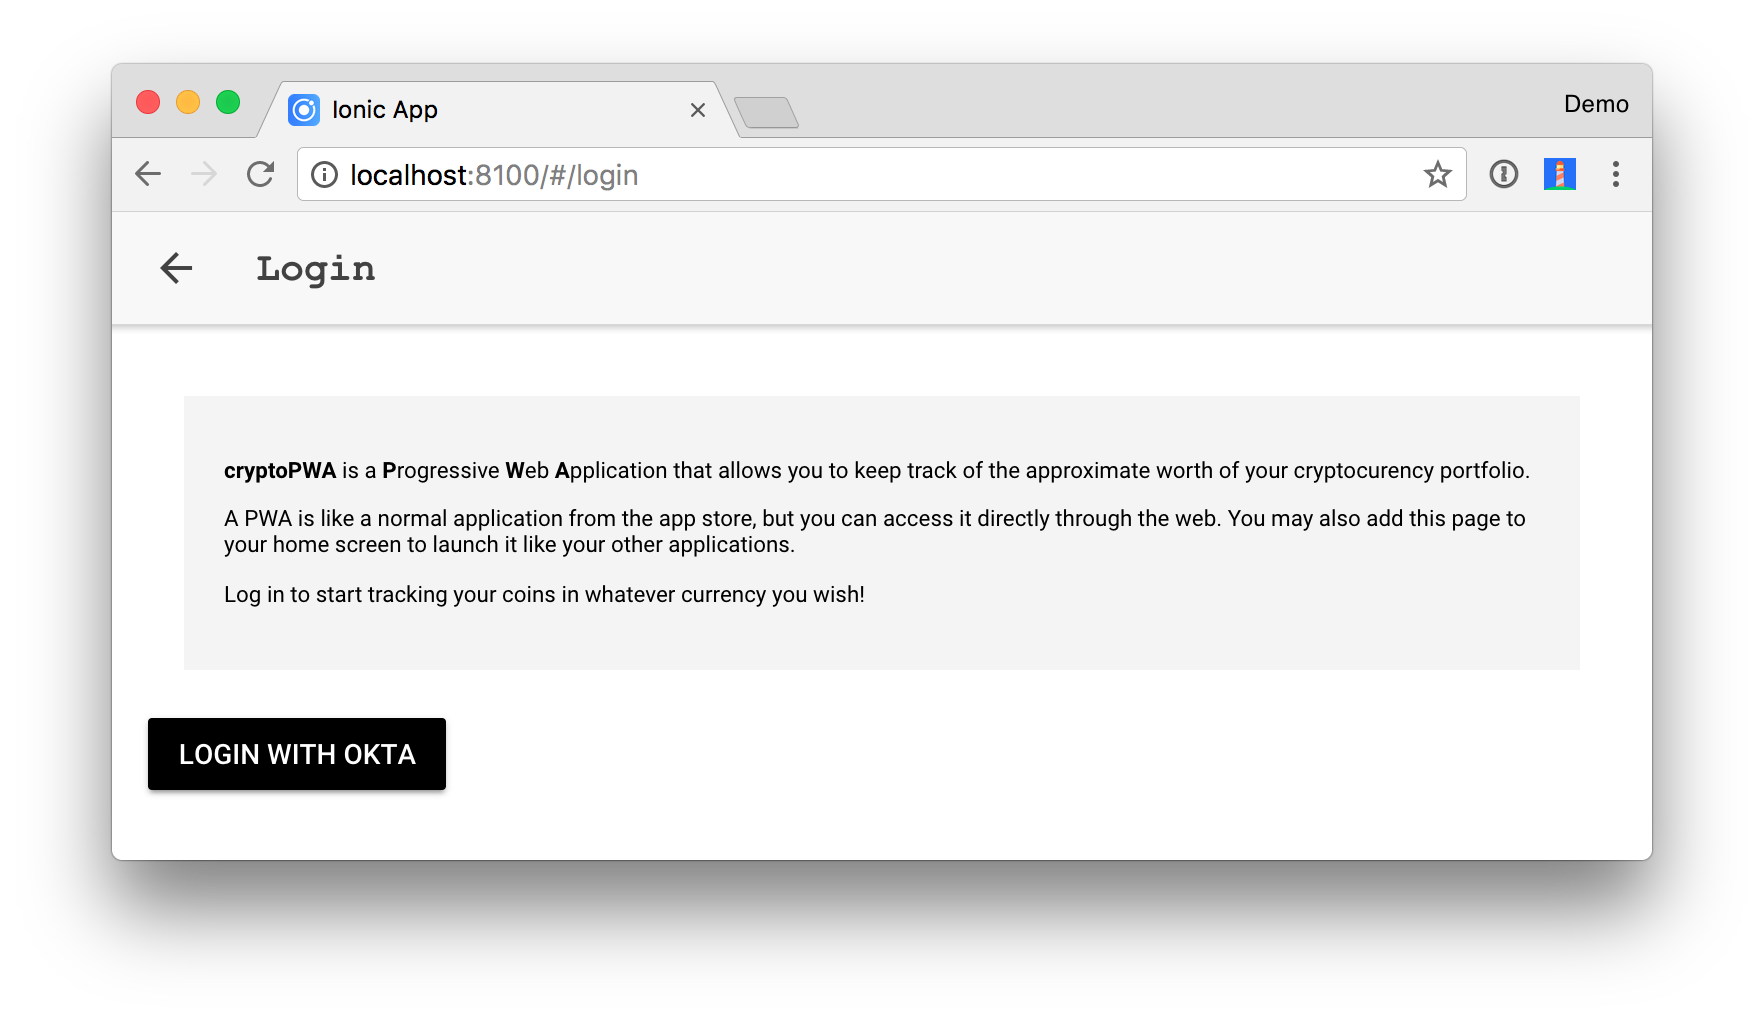 Ionic App
Demo
localhost:8100/#/login
Login
cryptoPWA is a Progressive Web Application that allows you to keep track of the approximate worth of your cryptocurency portfolio.
A PWA is like a normal application from the app store, but you can access it directly through the web. You may also add this page to
your home screen to launch it like your other applications.
Log in to start tracking your coins in whatever currency you wish!
LOGIN WITH OKTA